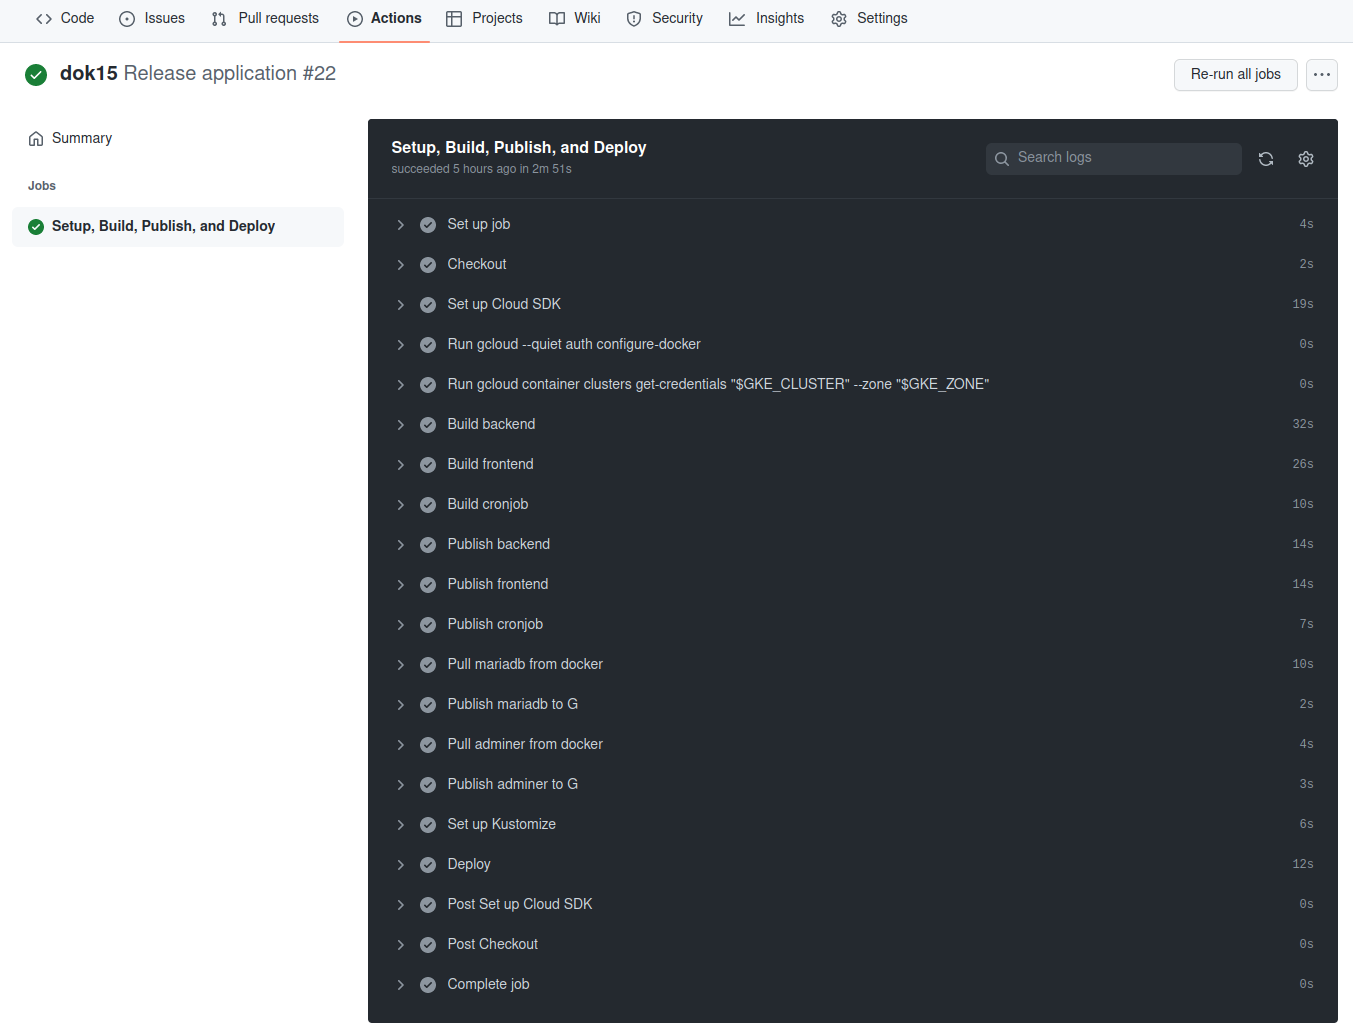 Code Issues Pull requests Actions Projects Wiki Security Insights Settings
dok15 Release application #22
Re-run all jobs
Summary
Jobs
Setup, Build, Publish, and Deploy
Setup, Build, Publish, and Deploy
succeeded 5 hours ago in 2m 51s
Search logs
Set up job 4s
Checkout 2s
Set up Cloud SDK 19s
Run gcloud --quiet auth configure-docker 0s
Run gcloud container clusters get-credentials "$GKE_CLUSTER" --zone "$GKE_ZONE" 0s
Build backend 32s
Build frontend 26s
Build cronjob 10s
Publish backend 14s
Publish frontend 14s
Publish cronjob 7s
Pull mariadb from docker 10s
Publish mariadb to G 2s
Pull adminer from docker 4s
Publish adminer to G 3s
Set up Kustomize 6s
Deploy 12s
Post Set up Cloud SDK 0s
Post Checkout 0s
Complete job 0s